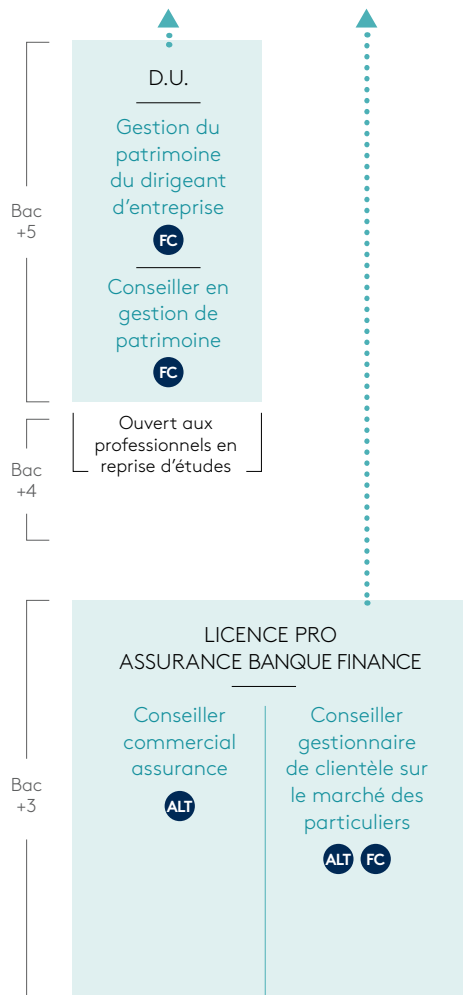 D.U.
Gestion du
patrimoine
du dirigeant
d'entreprise
FC
Bac
+5
Conseiller en
gestion de
patrimoine
FC
Ouvert aux
professionnels en
reprise d'études
Bac
+4
LICENCE PRO
ASSURANCE BANQUE FINANCE
Conseiller
commercial
assurance
ALT
Conseiller
gestionnaire
de clientèle sur
le marché des
particuliers
ALT FC
Bac
+3